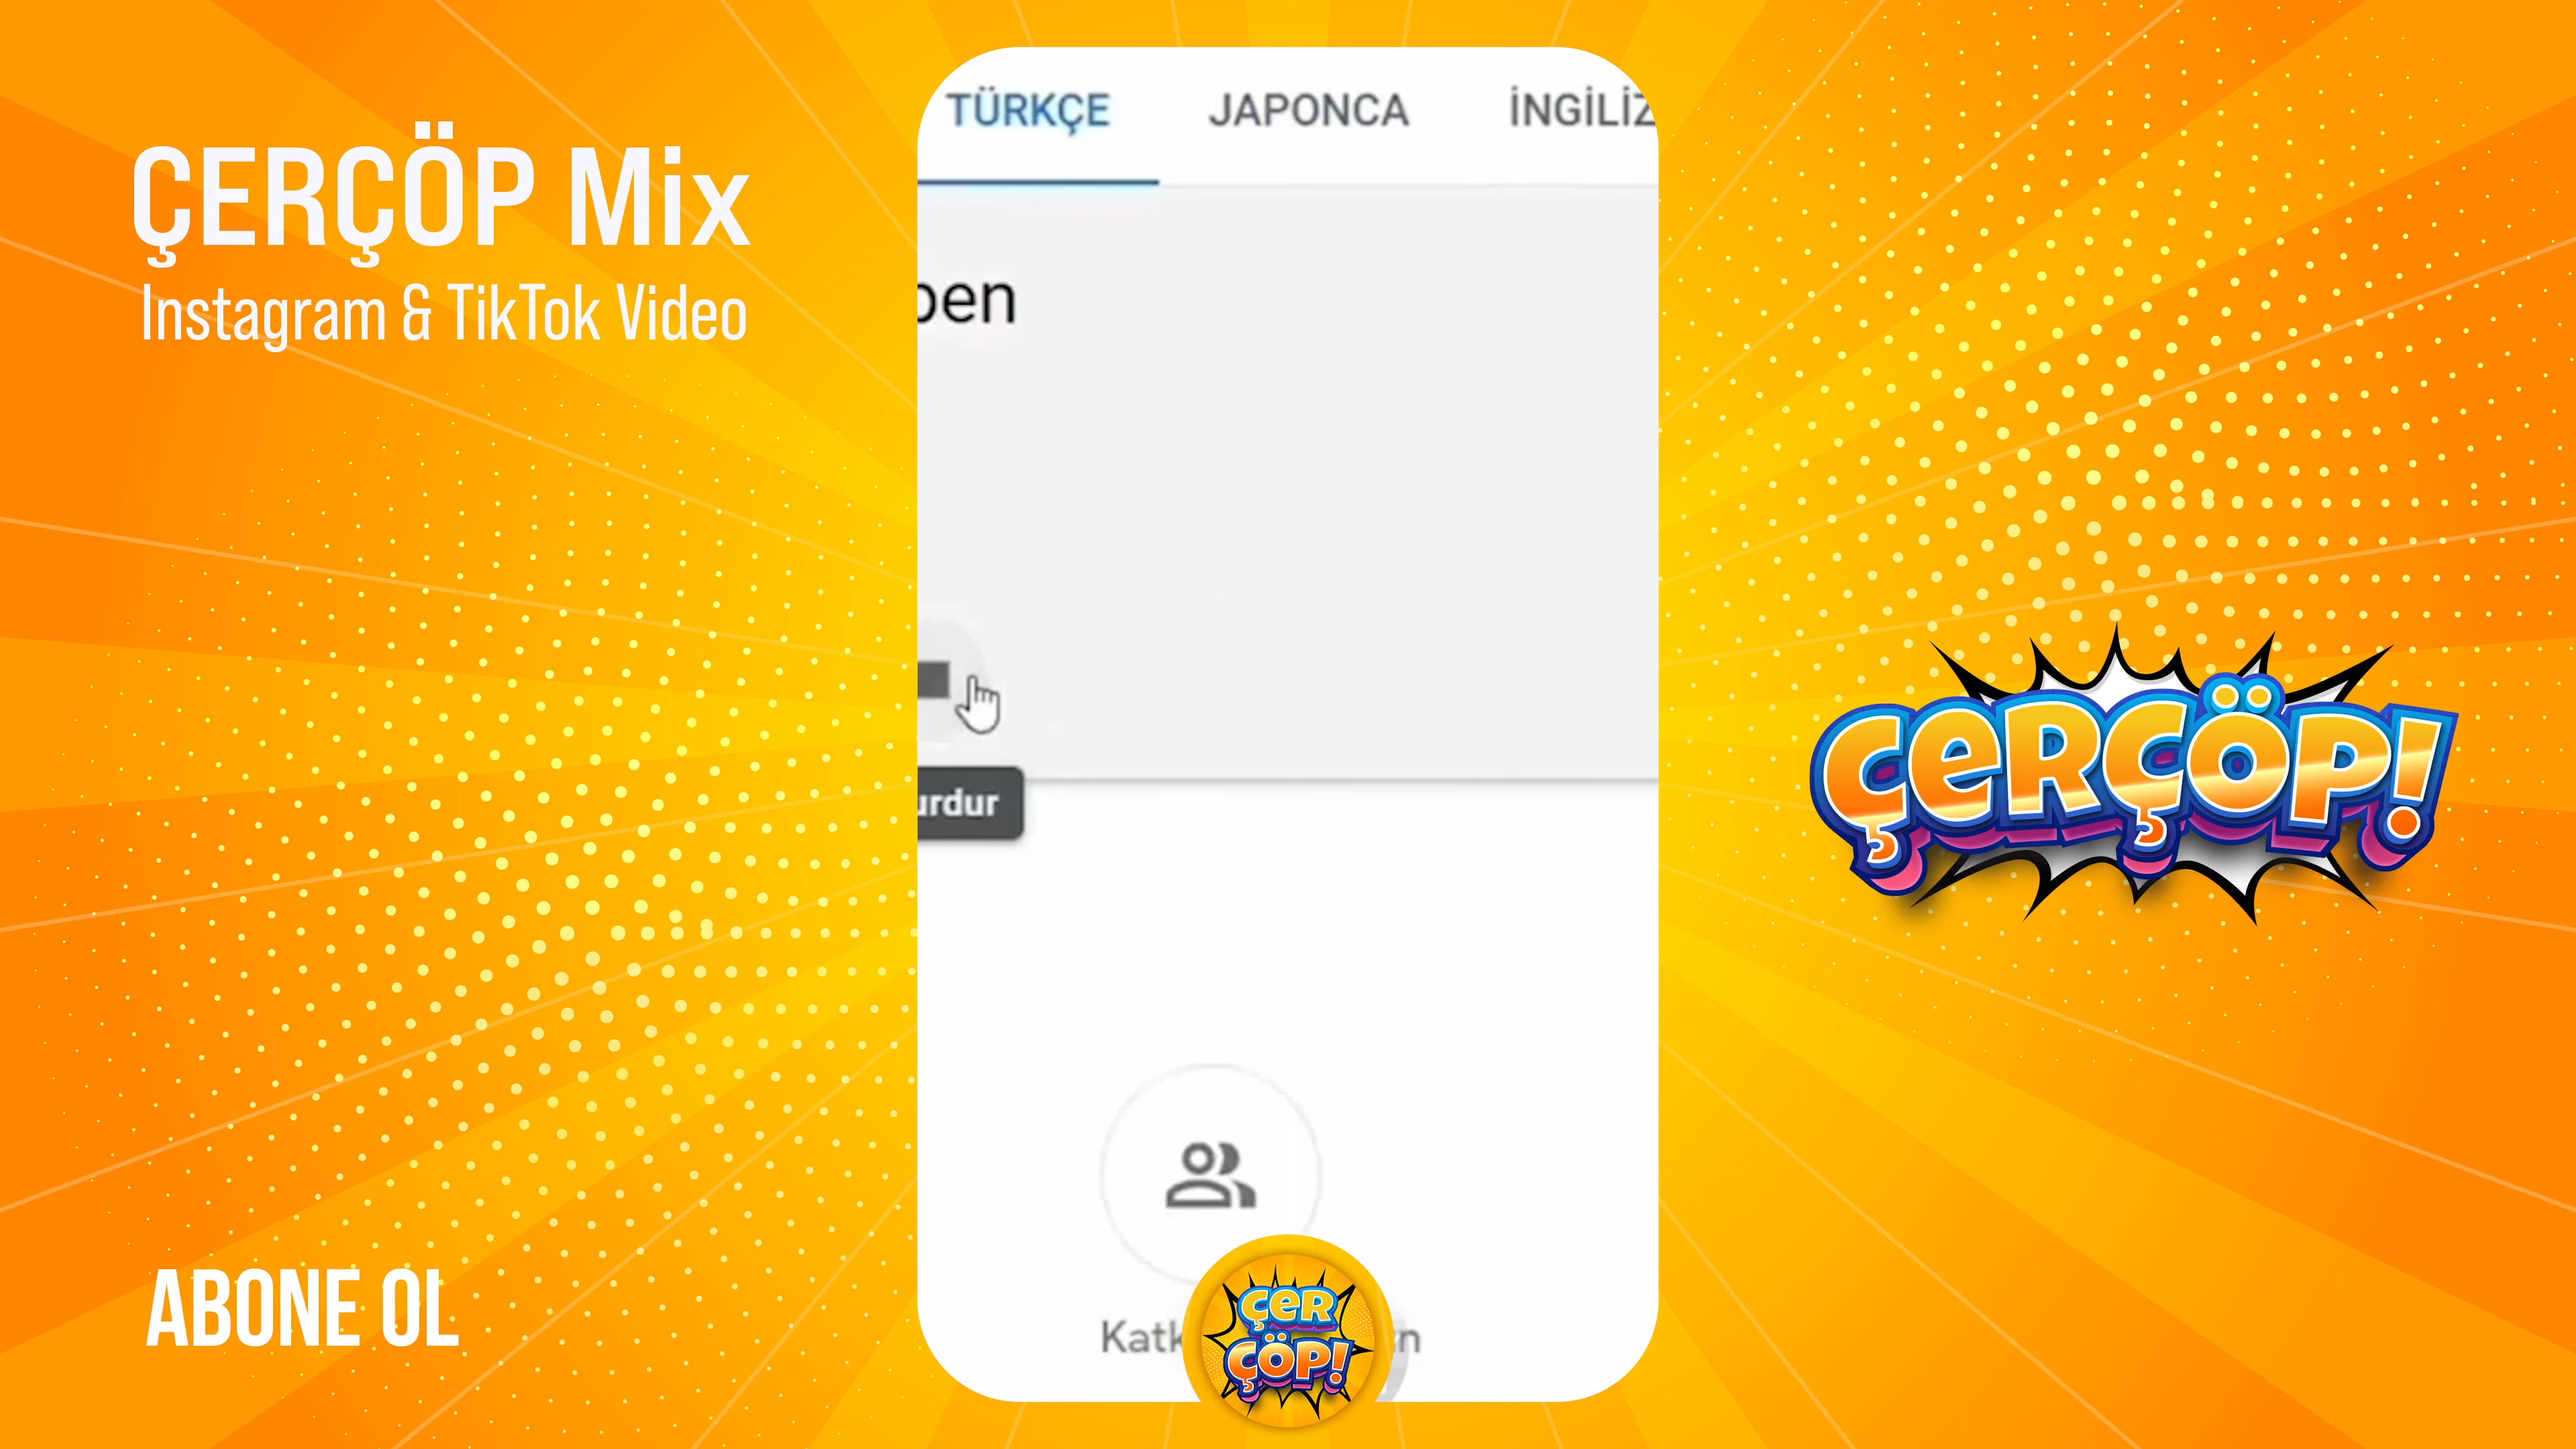 ÇERÇÖP Mix
Instagram & TikTok Video
TÜRKÇE JAPONCA İNGİLİZ
ben
urdur
ÇERÇÖP!
Katk
ÇER
ÇÖP!
ABONE OL